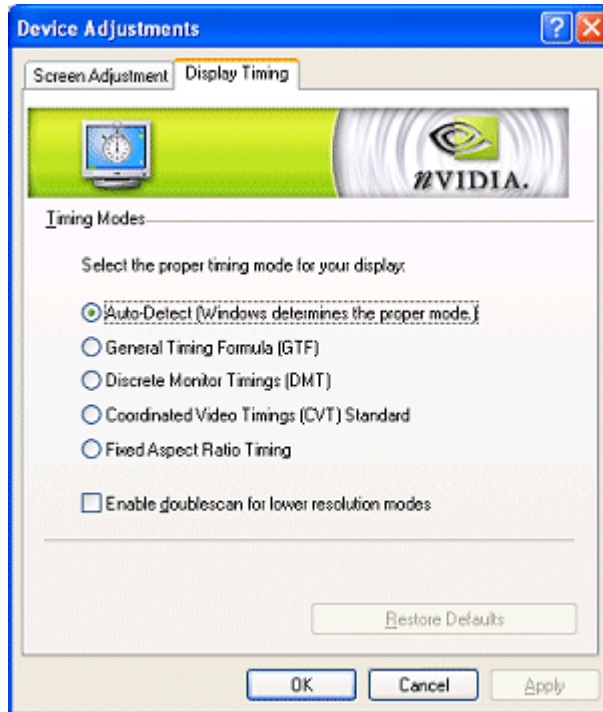 Device Adjustments
Screen Adjustment
Display Timing
nVIDIA.
Timing Modes
Select the proper timing mode for your display:
Auto-Detect (Windows determines the proper mode.)
General Timing Formula (GTF)
Discrete Monitor Timings (DMT)
Coordinated Video Timings (CVT) Standard
Fixed Aspect Ratio Timing
Enable doublescan for lower resolution modes
Restore Defaults
OK
Cancel
Apply